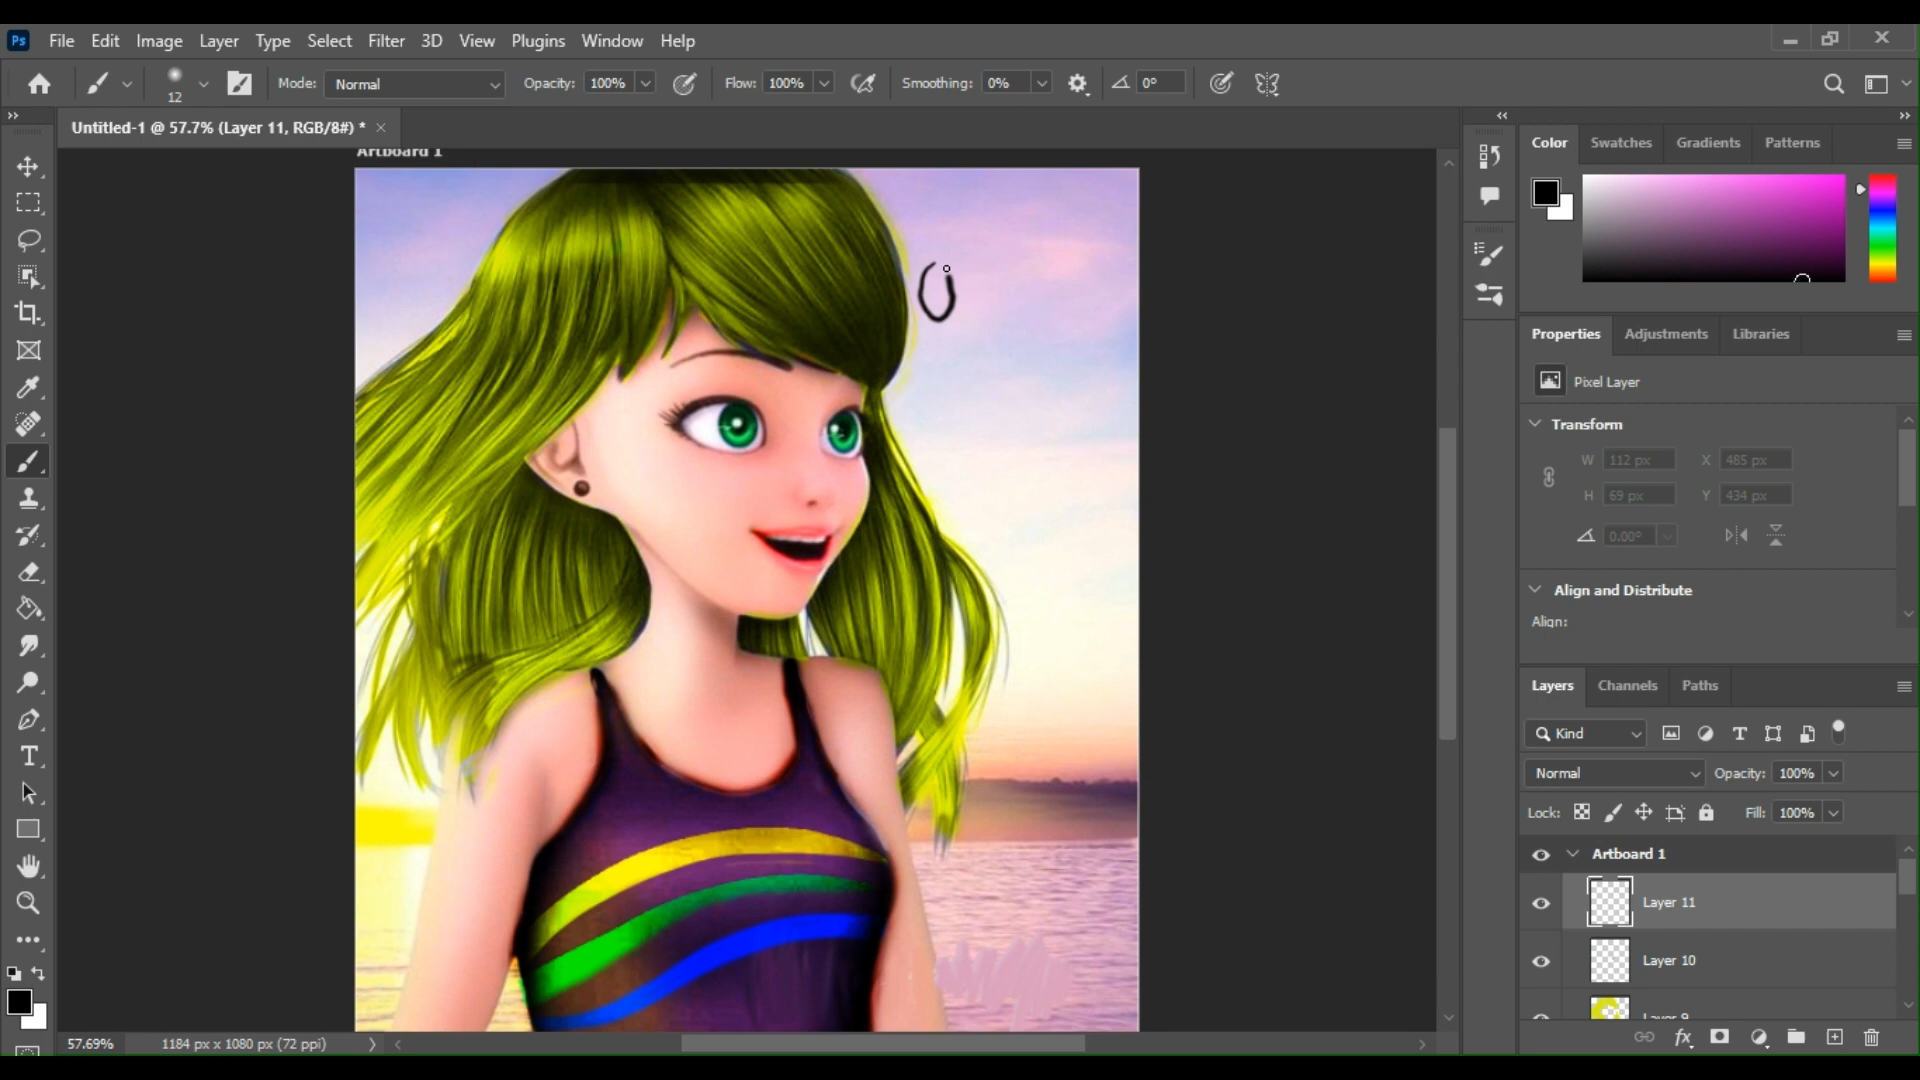 Ps File Edit Image Layer Type Select Filter 3D View Plugins Window Help
12 Mode: Normal Opacity: 100% Flow: 100% Smoothing: 0% 0°
Untitled-1 @ 57.7% (Layer 11, RGB/8#) *
Artboard 1
Color Swatches Gradients Patterns
Properties Adjustments Libraries
Pixel Layer
Transform
W 112 px X 485 px
H 69 px Y 434 px
0.00°
Align and Distribute
Align:
Layers Channels Paths
Kind
Normal Opacity: 100%
Lock: Fill: 100%
Artboard 1
Layer 11
Layer 10
Layer 9
57.69% 1184 px x 1080 px (72 ppi)